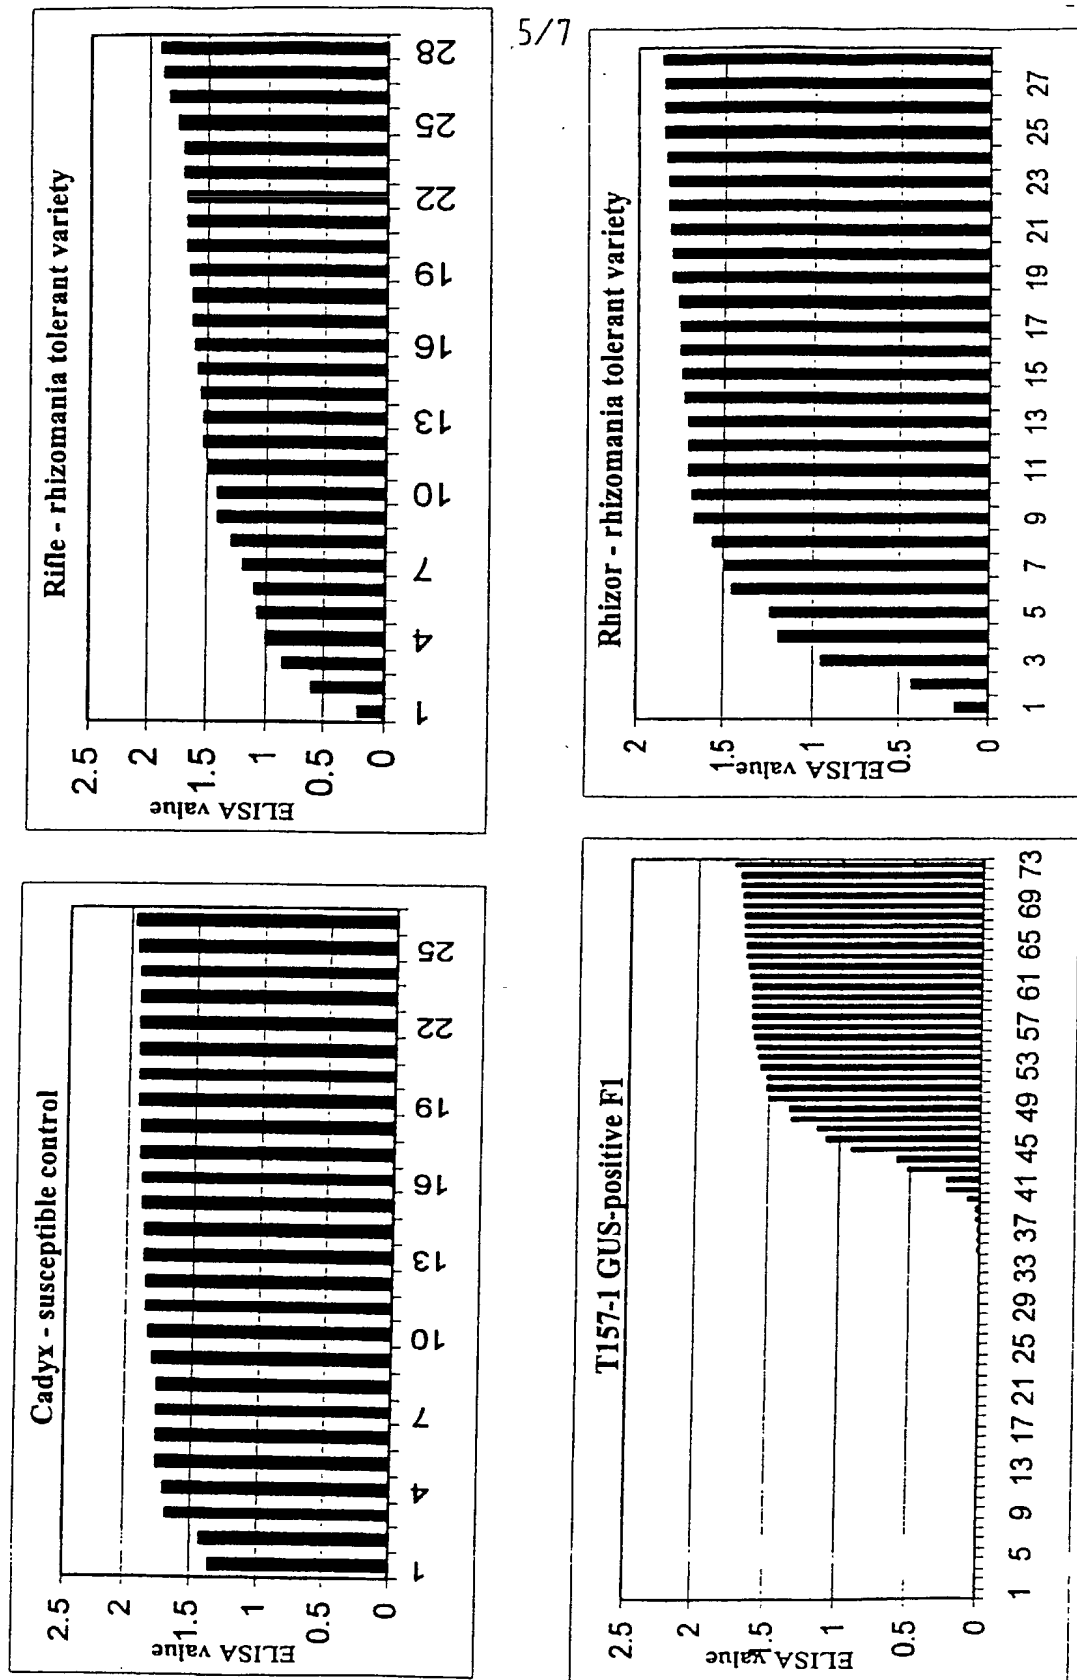 5/7
Cadyx - susceptible control
ELISA value
2.5
2
1.5
1
0.5
0
1 4 7 10 13 16 19 22 25
Rifle - rhizomania tolerant variety
ELISA value
2.5
2
1.5
1
0.5
0
1 4 7 10 13 16 19 22 25 28
T157-1 GUS-positive F1
ELISA value
2.5
2
1.5
1
0.5
0
1 5 9 13 17 21 25 29 33 37 41 45 49 53 57 61 65 69 73
Rhizor - rhizomania tolerant variety
ELISA value
2
1.5
1
0.5
0
1 3 5 7 9 11 13 15 17 19 21 23 25 27